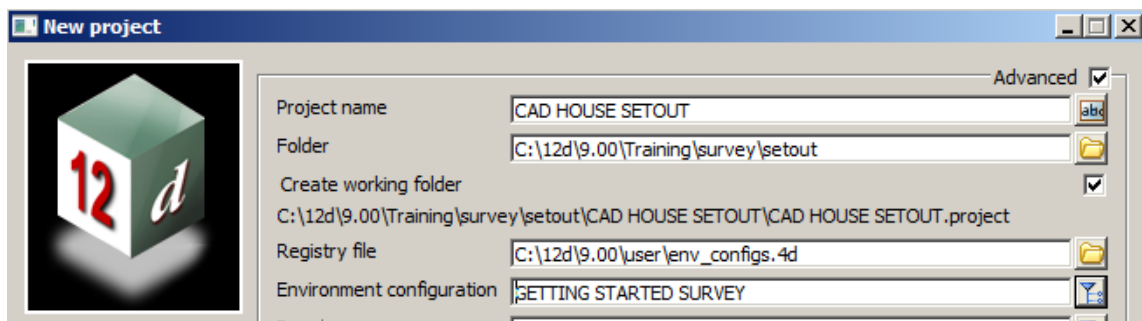 New project
Advanced
Project name CAD HOUSE SETOUT abc
Folder C:\12d\9.00\Training\survey\setout
Create working folder
C:\12d\9.00\Training\survey\setout\CAD HOUSE SETOUT\CAD HOUSE SETOUT.project
Registry file C:\12d\9.00\user\env_configs.4d
Environment configuration GETTING STARTED SURVEY
12 d